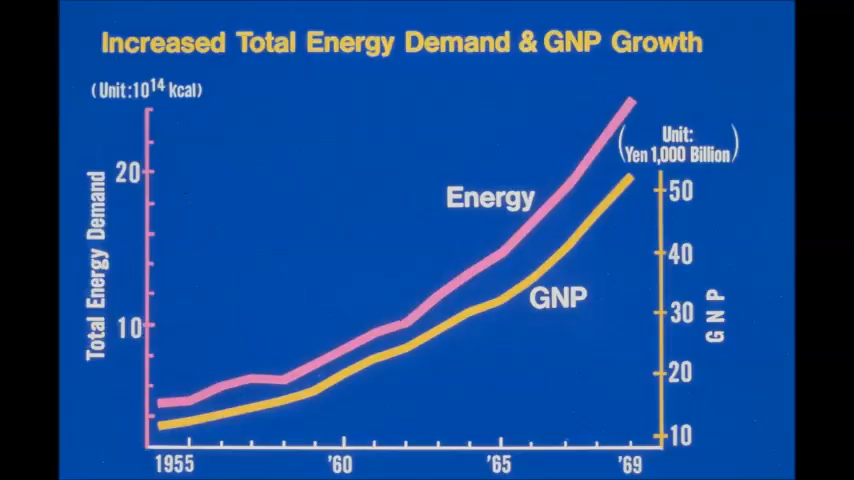 Increased Total Energy Demand & GNP Growth
(Unit:10¹⁴ kcal)
Unit:
(Yen 1,000 Billion)
Total Energy Demand
20
10
Energy
GNP
50
40
30
20
10
GNP
1955
'60
'65
'69